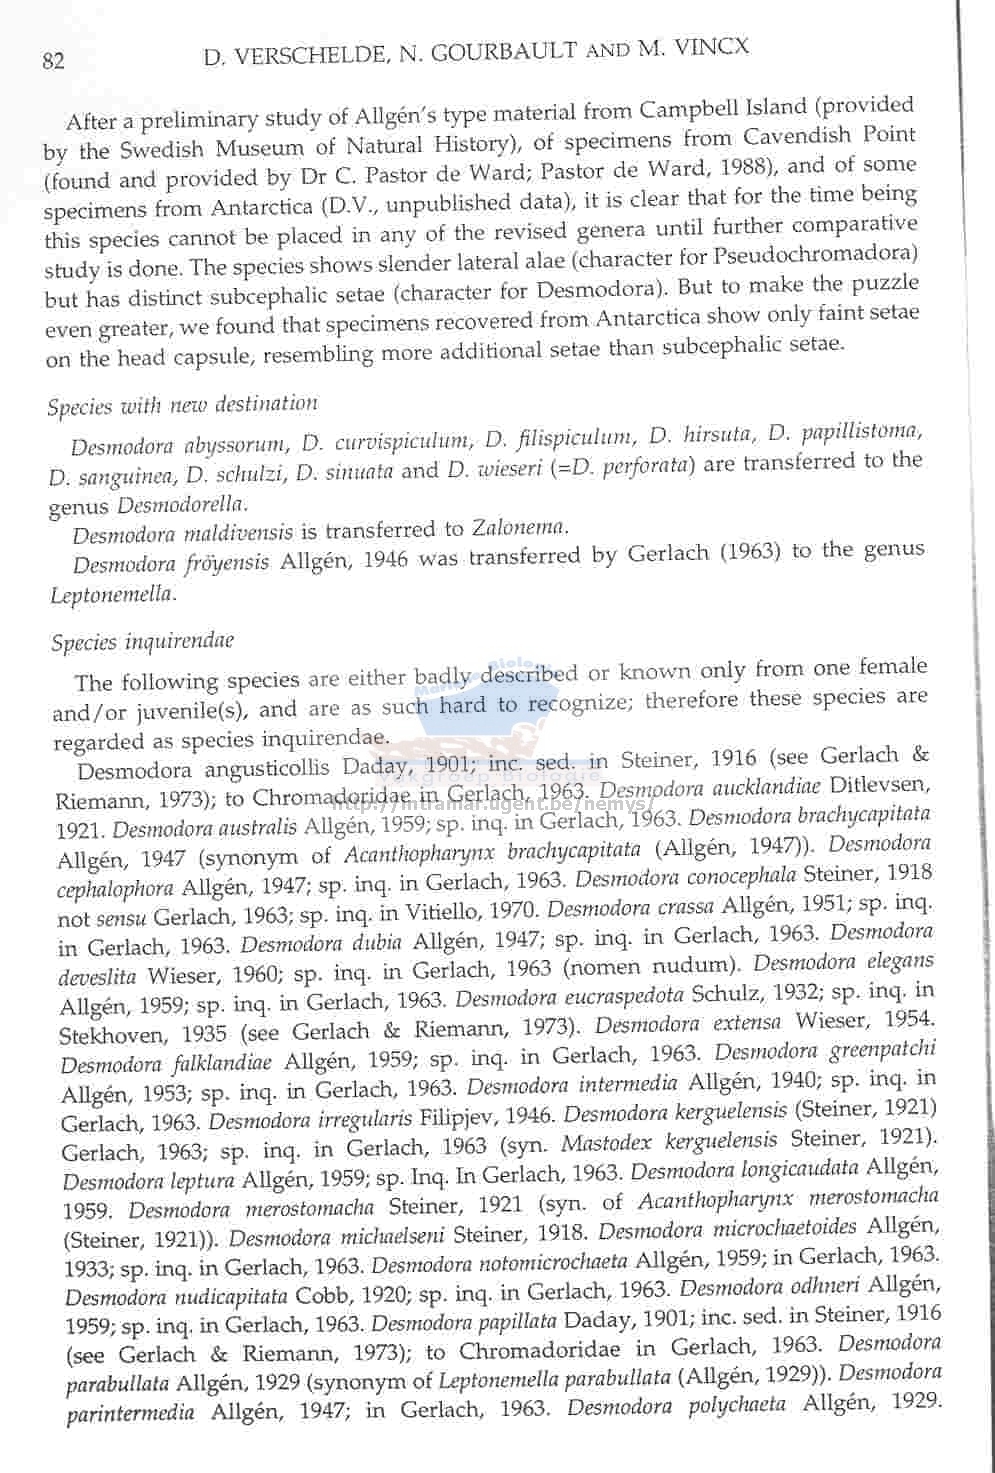 82
D. VERSCHELDE, N. GOURBAULT AND M. VINCX
After a preliminary study of Allgén's type material from Campbell Island (provided
by the Swedish Museum of Natural History), of specimens from Cavendish Point
(found and provided by Dr C. Pastor de Ward; Pastor de Ward, 1988), and of some
specimens from Antarctica (D.V., unpublished data), it is clear that for the time being
this species cannot be placed in any of the revised genera until further comparative
study is done. The species shows slender lateral alae (character for Pseudochromadora)
but has distinct subcephalic setae (character for Desmodora). But to make the puzzle
even greater, we found that specimens recovered from Antarctica show only faint setae
on the head capsule, resembling more additional setae than subcephalic setae.
Species with new destination
Desmodora abyssorum, D. curvispiculum, D. filispiculum, D. hirsuta, D. papillistoma,
D. sanguinea, D. schulzi, D. sinuata and D. wieseri (=D. perforata) are transferred to the
genus Desmodorella.
Desmodora maldivensis is transferred to Zalonema.
Desmodora fröyensis Allgén, 1946 was transferred by Gerlach (1963) to the genus
Leptonemella.
Species inquirendae
The following species are either badly described or known only from one female
and/or juvenile(s), and are as such hard to recognize; therefore these species are
regarded as species inquirendae.
Desmodora angusticollis Daday, 1901; inc. sed. in Steiner, 1916 (see Gerlach &
Riemann, 1973); to Chromadoridae in Gerlach, 1963. Desmodora aucklandiae Ditlevsen,
1921. Desmodora australis Allgén, 1959; sp. inq. in Gerlach, 1963. Desmodora brachycapitata
Allgén, 1947 (synonym of Acanthopharynx brachycapitata (Allgén, 1947)). Desmodora
cephalophora Allgén, 1947; sp. inq. in Gerlach, 1963. Desmodora conocephala Steiner, 1918
not sensu Gerlach, 1963; sp. inq. in Vitiello, 1970. Desmodora crassa Allgén, 1951; sp. inq.
in Gerlach, 1963. Desmodora dubia Allgén, 1947; sp. inq. in Gerlach, 1963. Desmodora
deveslita Wieser, 1960; sp. inq. in Gerlach, 1963 (nomen nudum). Desmodora elegans
Allgén, 1959; sp. inq. in Gerlach, 1963. Desmodora eucraspedota Schulz, 1932; sp. inq. in
Stekhoven, 1935 (see Gerlach & Riemann, 1973). Desmodora extensa Wieser, 1954.
Desmodora falklandiae Allgén, 1959; sp. inq. in Gerlach, 1963. Desmodora greenpatchi
Allgén, 1953; sp. inq. in Gerlach, 1963. Desmodora intermedia Allgén, 1940; sp. inq. in
Gerlach, 1963. Desmodora irregularis Filipjev, 1946. Desmodora kerguelensis (Steiner, 1921)
Gerlach, 1963; sp. inq. in Gerlach, 1963 (syn. Mastodex kerguelensis Steiner, 1921).
Desmodora leptura Allgén, 1959; sp. Inq. In Gerlach, 1963. Desmodora longicaudata Allgén,
1959. Desmodora merostomacha Steiner, 1921 (syn. of Acanthopharynx merostomacha
(Steiner, 1921)). Desmodora michaelseni Steiner, 1918. Desmodora microchaetoides Allgén,
1933; sp. inq. in Gerlach, 1963. Desmodora notomicrochaeta Allgén, 1959; in Gerlach, 1963.
Desmodora nudicapitata Cobb, 1920; sp. inq. in Gerlach, 1963. Desmodora odhneri Allgén,
1959; sp. inq. in Gerlach, 1963. Desmodora papillata Daday, 1901; inc. sed. in Steiner, 1916
(see Gerlach & Riemann, 1973); to Chromadoridae in Gerlach, 1963. Desmodora
parabullata Allgén, 1929 (synonym of Leptonemella parabullata (Allgén, 1929)). Desmodora
parintermedia Allgén, 1947; in Gerlach, 1963. Desmodora polychaeta Allgén, 1929.
Vakgroep Biologie
http://intramar.ugent.be/nemys/